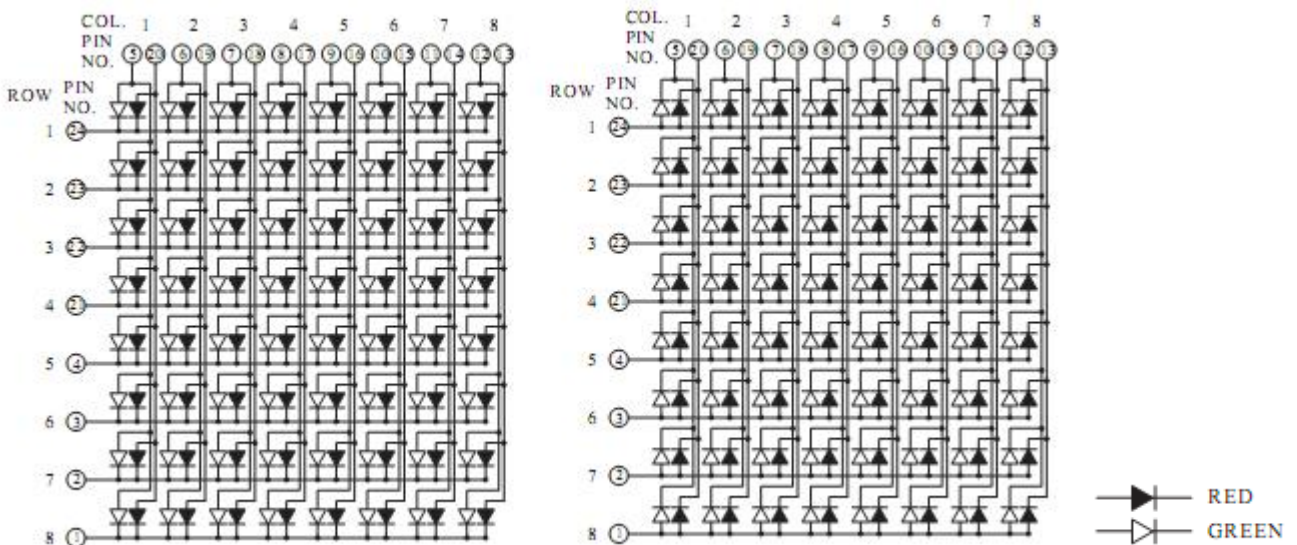 COL. 1 2 3 4 5 6 7 8
PIN
NO. 5 20 6 19 7 18 8 17 9 16 10 15 11 14 12 13
ROW PIN
NO.
1 24
2 23
3 22
4 21
5 4
6 3
7 2
8 1
COL. 1 2 3 4 5 6 7 8
PIN
NO. 5 20 6 19 7 18 8 17 9 16 10 15 11 14 12 13
ROW PIN
NO.
1 24
2 23
3 22
4 21
5 4
6 3
7 2
8 1
RED
GREEN